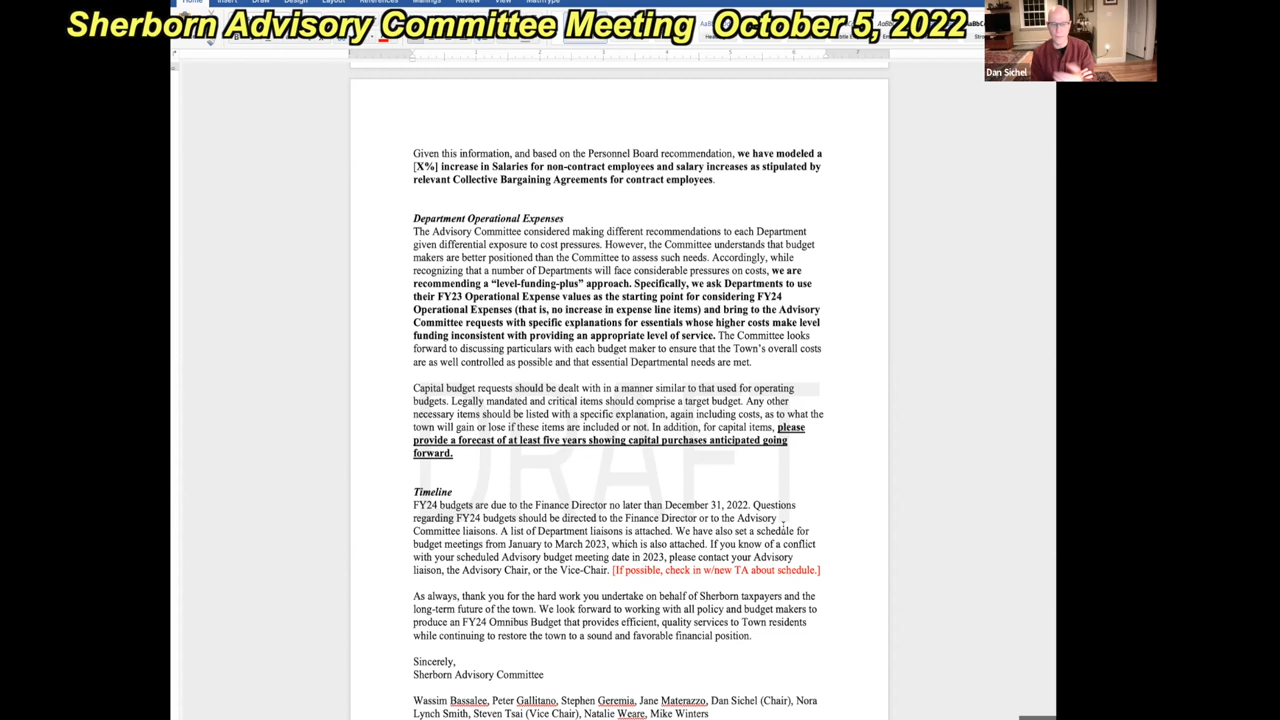 Home Insert Draw Design Layout References Mailings Review View MathType
Sherborn Advisory Committee Meeting October 5, 2022
Dan Sichel
Given this information, and based on the Personnel Board recommendation, we have modeled a
[X%] increase in Salaries for non-contract employees and salary increases as stipulated by
relevant Collective Bargaining Agreements for contract employees.
Department Operational Expenses
The Advisory Committee considered making different recommendations to each Department
given differential exposure to cost pressures. However, the Committee understands that budget
makers are better positioned than the Committee to assess such needs. Accordingly, while
recognizing that a number of Departments will face considerable pressures on costs, we are
recommending a “level-funding-plus” approach. Specifically, we ask Departments to use
their FY23 Operational Expense values as the starting point for considering FY24
Operational Expenses (that is, no increase in expense line items) and bring to the Advisory
Committee requests with specific explanations for essentials whose higher costs make level
funding inconsistent with providing an appropriate level of service. The Committee looks
forward to discussing particulars with each budget maker to ensure that the Town’s overall costs
are as well controlled as possible and that essential Departmental needs are met.
Capital budget requests should be dealt with in a manner similar to that used for operating
budgets. Legally mandated and critical items should comprise a target budget. Any other
necessary items should be listed with a specific explanation, again including costs, as to what the
town will gain or lose if these items are included or not. In addition, for capital items, please
provide a forecast of at least five years showing capital purchases anticipated going
forward.
DRAFT
Timeline
FY24 budgets are due to the Finance Director no later than December 31, 2022. Questions
regarding FY24 budgets should be directed to the Finance Director or to the Advisory
Committee liaisons. A list of Department liaisons is attached. We have also set a schedule for
budget meetings from January to March 2023, which is also attached. If you know of a conflict
with your scheduled Advisory budget meeting date in 2023, please contact your Advisory
liaison, the Advisory Chair, or the Vice-Chair. [If possible, check in w/new TA about schedule.]
As always, thank you for the hard work you undertake on behalf of Sherborn taxpayers and the
long-term future of the town. We look forward to working with all policy and budget makers to
produce an FY24 Omnibus Budget that provides efficient, quality services to Town residents
while continuing to restore the town to a sound and favorable financial position.
Sincerely,
Sherborn Advisory Committee
Wassim Bassalee, Peter Gallitano, Stephen Geremia, Jane Materazzo, Dan Sichel (Chair), Nora
Lynch Smith, Steven Tsai (Vice Chair), Natalie Weare, Mike Winters